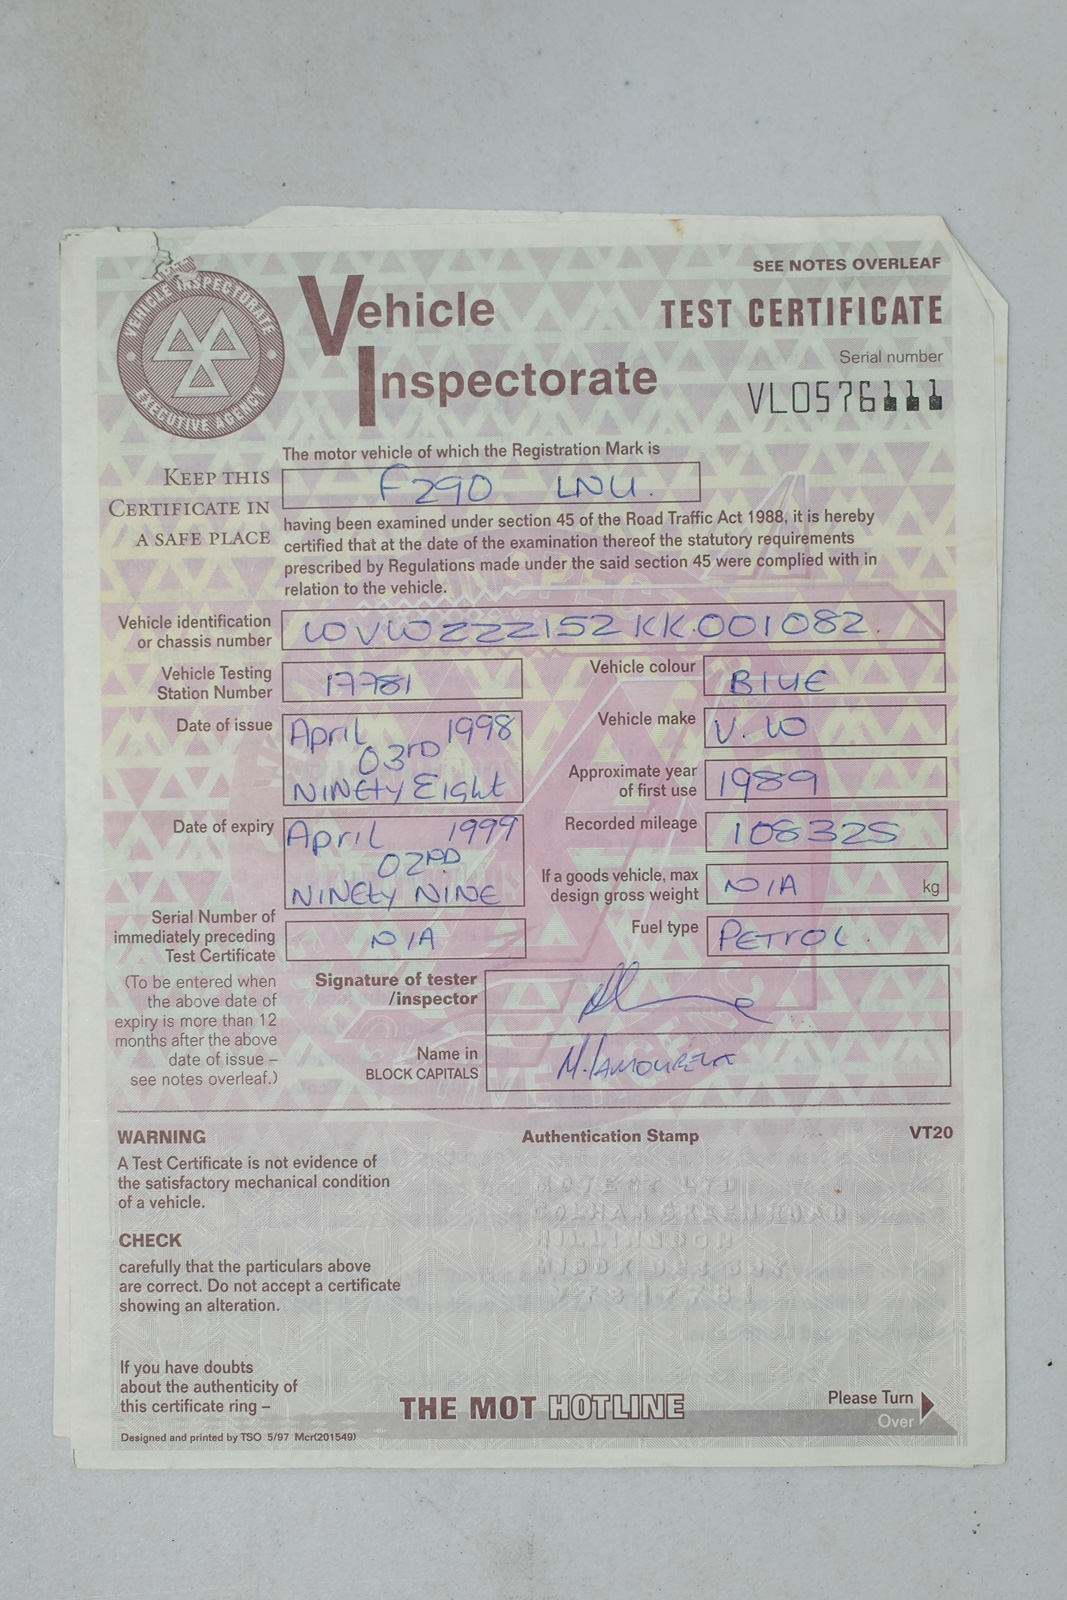 SEE NOTES OVERLEAF
VEHICLE INSPECTORATE
EXECUTIVE AGENCY
Vehicle
Inspectorate
TEST CERTIFICATE
Serial number
VL0576111
The motor vehicle of which the Registration Mark is
KEEP THIS
CERTIFICATE IN
A SAFE PLACE
F290 LNU.
having been examined under section 45 of the Road Traffic Act 1988, it is hereby
certified that at the date of the examination thereof the statutory requirements
prescribed by Regulations made under the said section 45 were complied with in
relation to the vehicle.
Vehicle identification
or chassis number
WVWZZZ152KK001082.
Vehicle Testing
Station Number
17781
Vehicle colour
BlUE
Date of issue
April 1998
03rd
NINEty Eight
Vehicle make
V.W
Approximate year
of first use
1989
Date of expiry
April 1999
02ND
NINEty NINE
Recorded mileage
108325
If a goods vehicle, max
design gross weight
N/A
kg
Serial Number of
immediately preceding
Test Certificate
N/A
Fuel type
PETrOL.
(To be entered when
the above date of
expiry is more than 12
months after the above
date of issue –
see notes overleaf.)
Signature of tester
/inspector
Name in
BLOCK CAPITALS
M.
WARNING
A Test Certificate is not evidence of
the satisfactory mechanical condition
of a vehicle.
Authentication Stamp
VT20
LTD
COLHAM GREEN ROAD
HILLINGDON
MIDDX
VTS 17781
CHECK
carefully that the particulars above
are correct. Do not accept a certificate
showing an alteration.
If you have doubts
about the authenticity of
this certificate ring –
THE MOT HOTLINE
Please Turn
Over
Designed and printed by TSO 5/97 Mcr(201549)